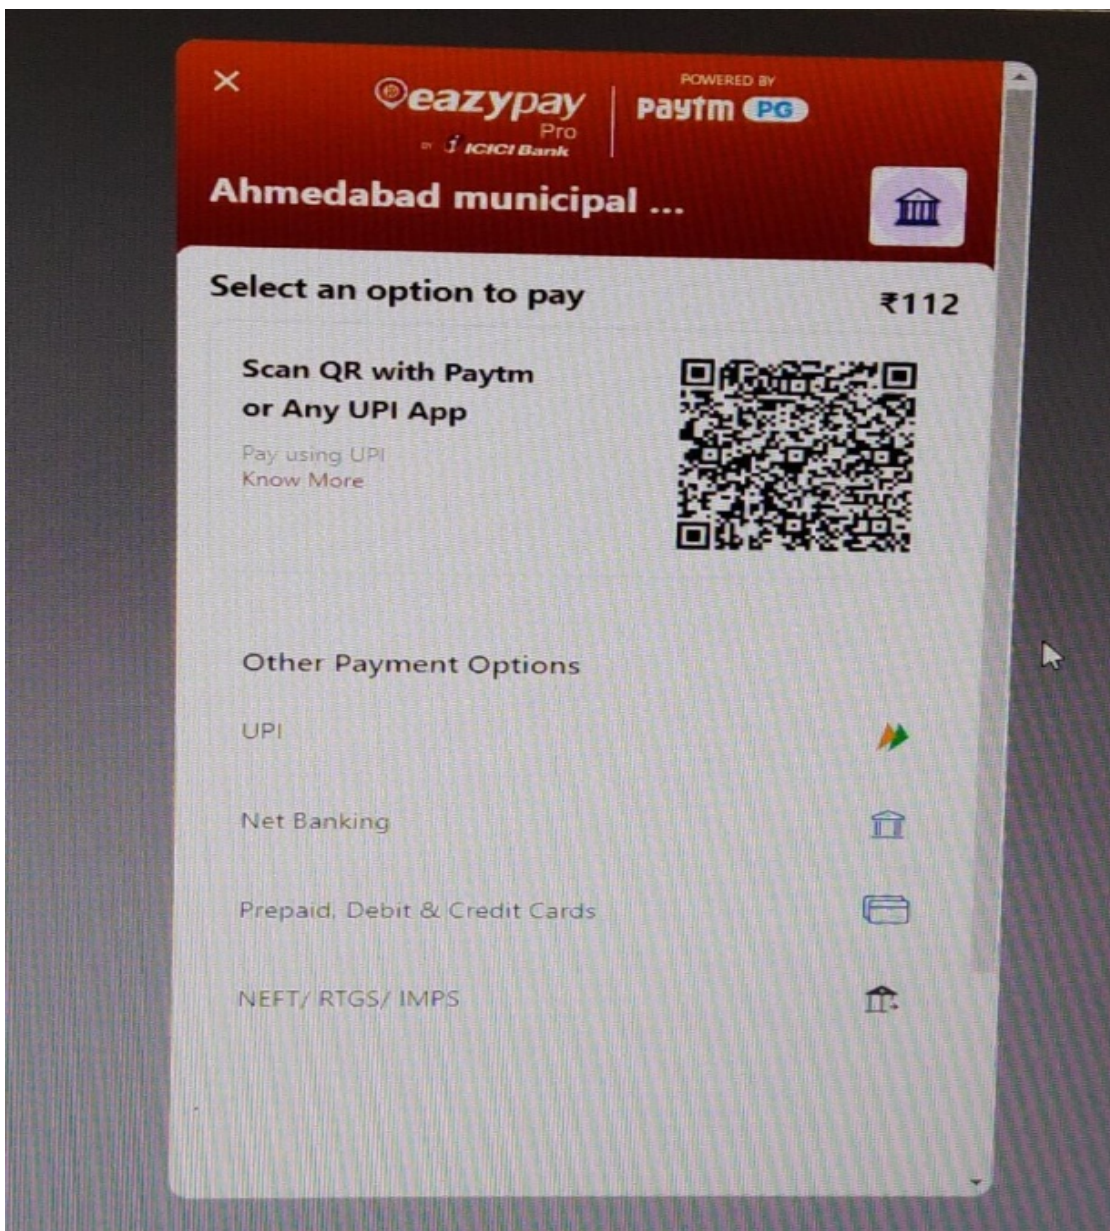 POWERED BY
eazypay
Paytm PG
Pro
BY ICICI Bank
Ahmedabad municipal ...
Select an option to pay
₹112
Scan QR with Paytm
or Any UPI App
Pay using UPI
Know More
Other Payment Options
UPI
Net Banking
Prepaid, Debit & Credit Cards
NEFT/ RTGS/ IMPS